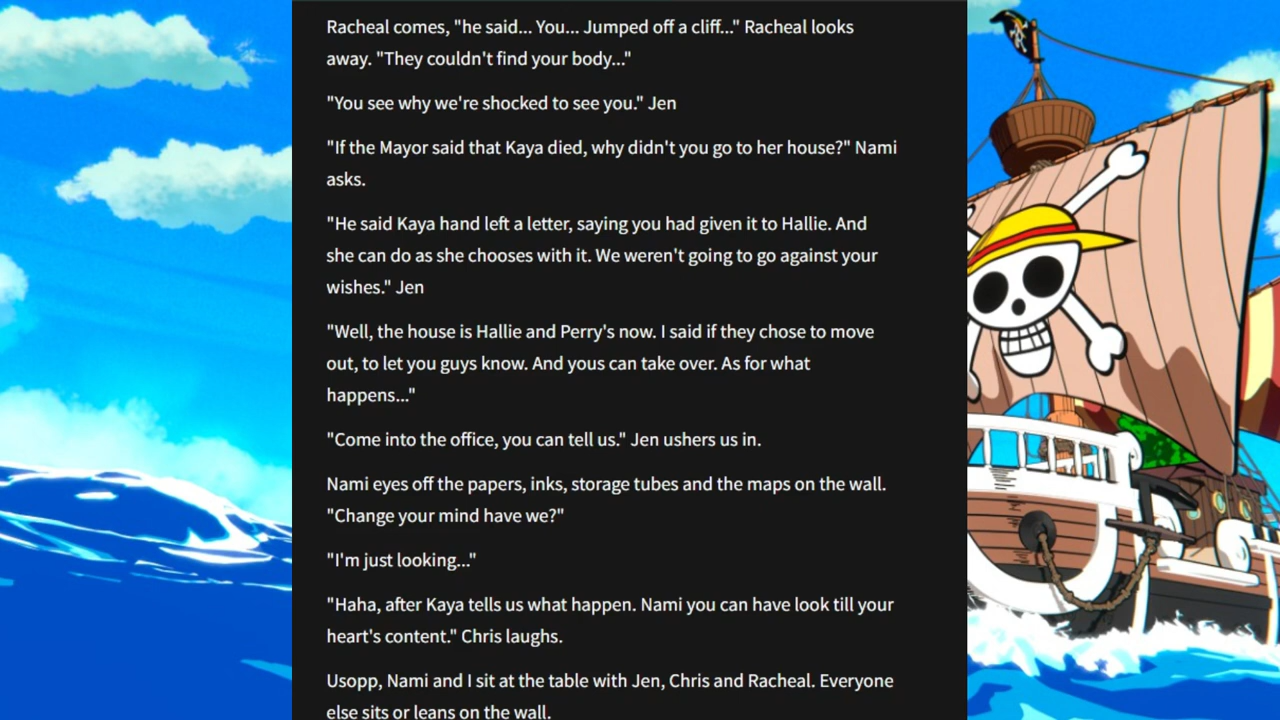 Racheal comes, "he said... You... Jumped off a cliff..." Racheal looks
away. "They couldn't find your body..."
"You see why we're shocked to see you." Jen
"If the Mayor said that Kaya died, why didn't you go to her house?" Nami
asks.
"He said Kaya hand left a letter, saying you had given it to Hallie. And
she can do as she chooses with it. We weren't going to go against your
wishes." Jen
"Well, the house is Hallie and Perry's now. I said if they chose to move
out, to let you guys know. And yous can take over. As for what
happens..."
"Come into the office, you can tell us." Jen ushers us in.
Nami eyes off the papers, inks, storage tubes and the maps on the wall.
"Change your mind have we?"
"I'm just looking..."
"Haha, after Kaya tells us what happen. Nami you can have look till your
heart's content." Chris laughs.
Usopp, Nami and I sit at the table with Jen, Chris and Racheal. Everyone
else sits or leans on the wall.